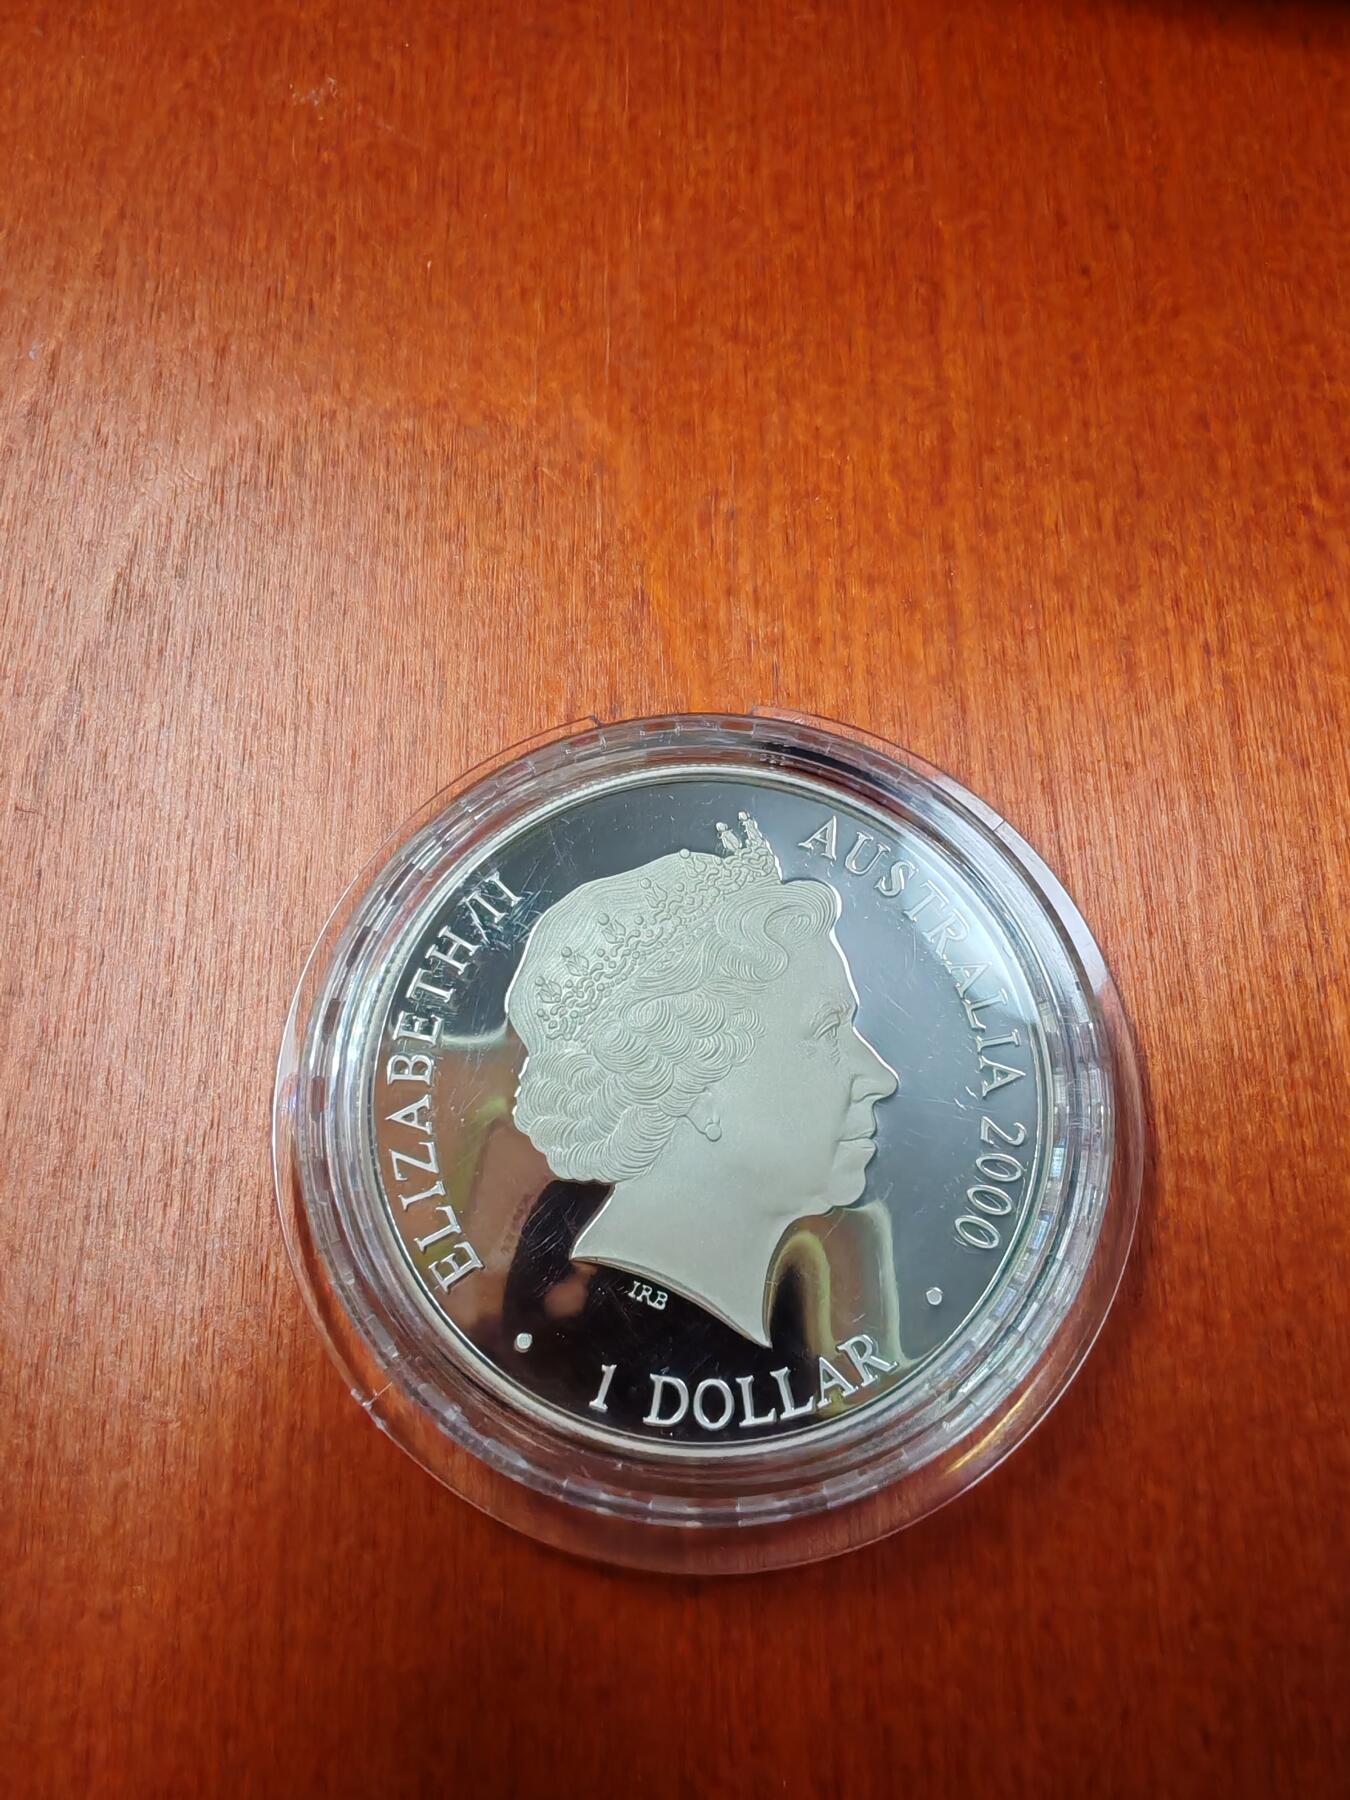 ELIZABETH II
AUSTRALIA 2000
IRB
1 DOLLAR